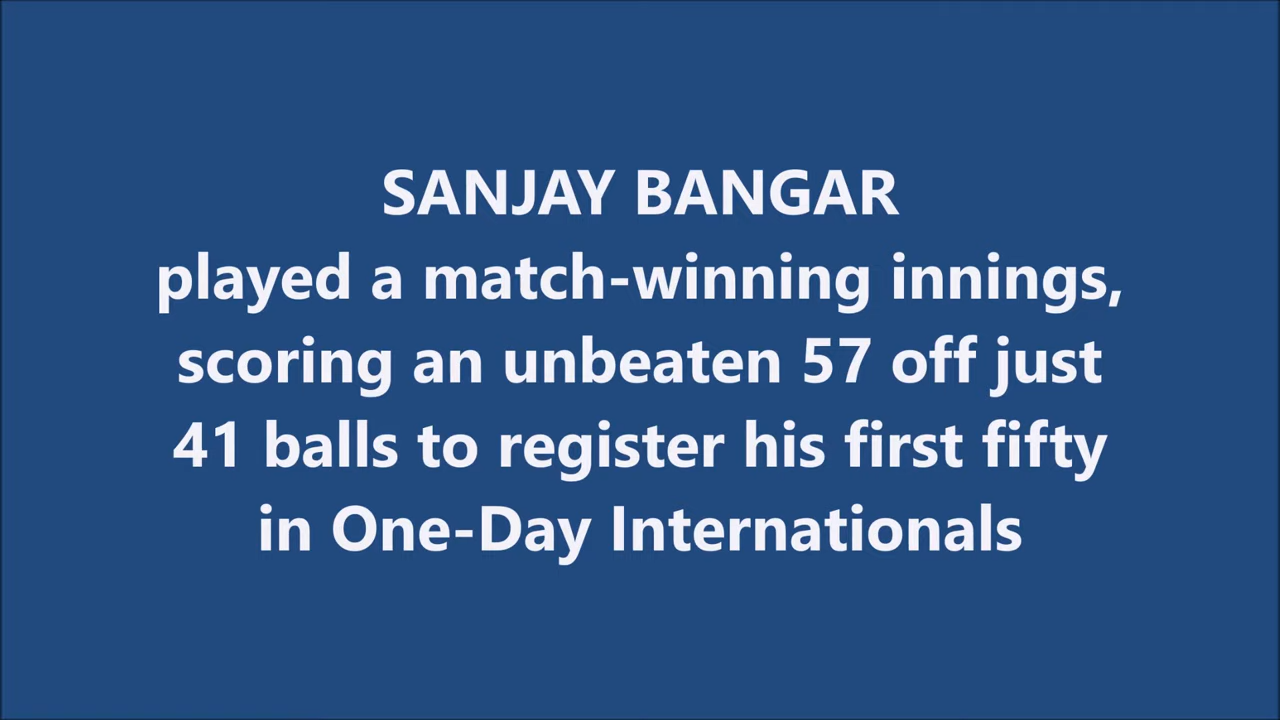 SANJAY BANGAR
played a match-winning innings,
scoring an unbeaten 57 off just
41 balls to register his first fifty
in One-Day Internationals